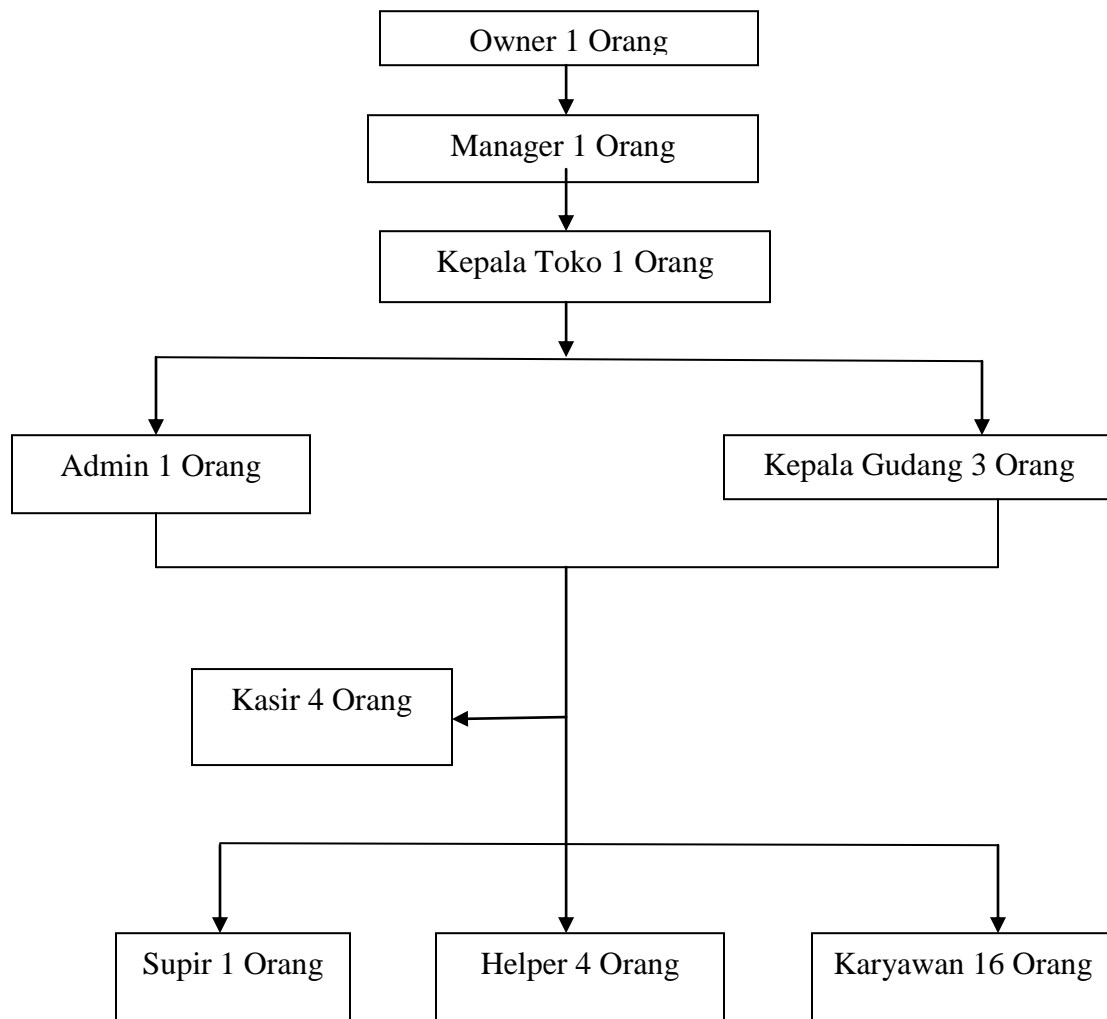 Owner 1 Orang
Manager 1 Orang
Kepala Toko 1 Orang
Admin 1 Orang
Kepala Gudang 3 Orang
Kasir 4 Orang
Supir 1 Orang
Helper 4 Orang
Karyawan 16 Orang